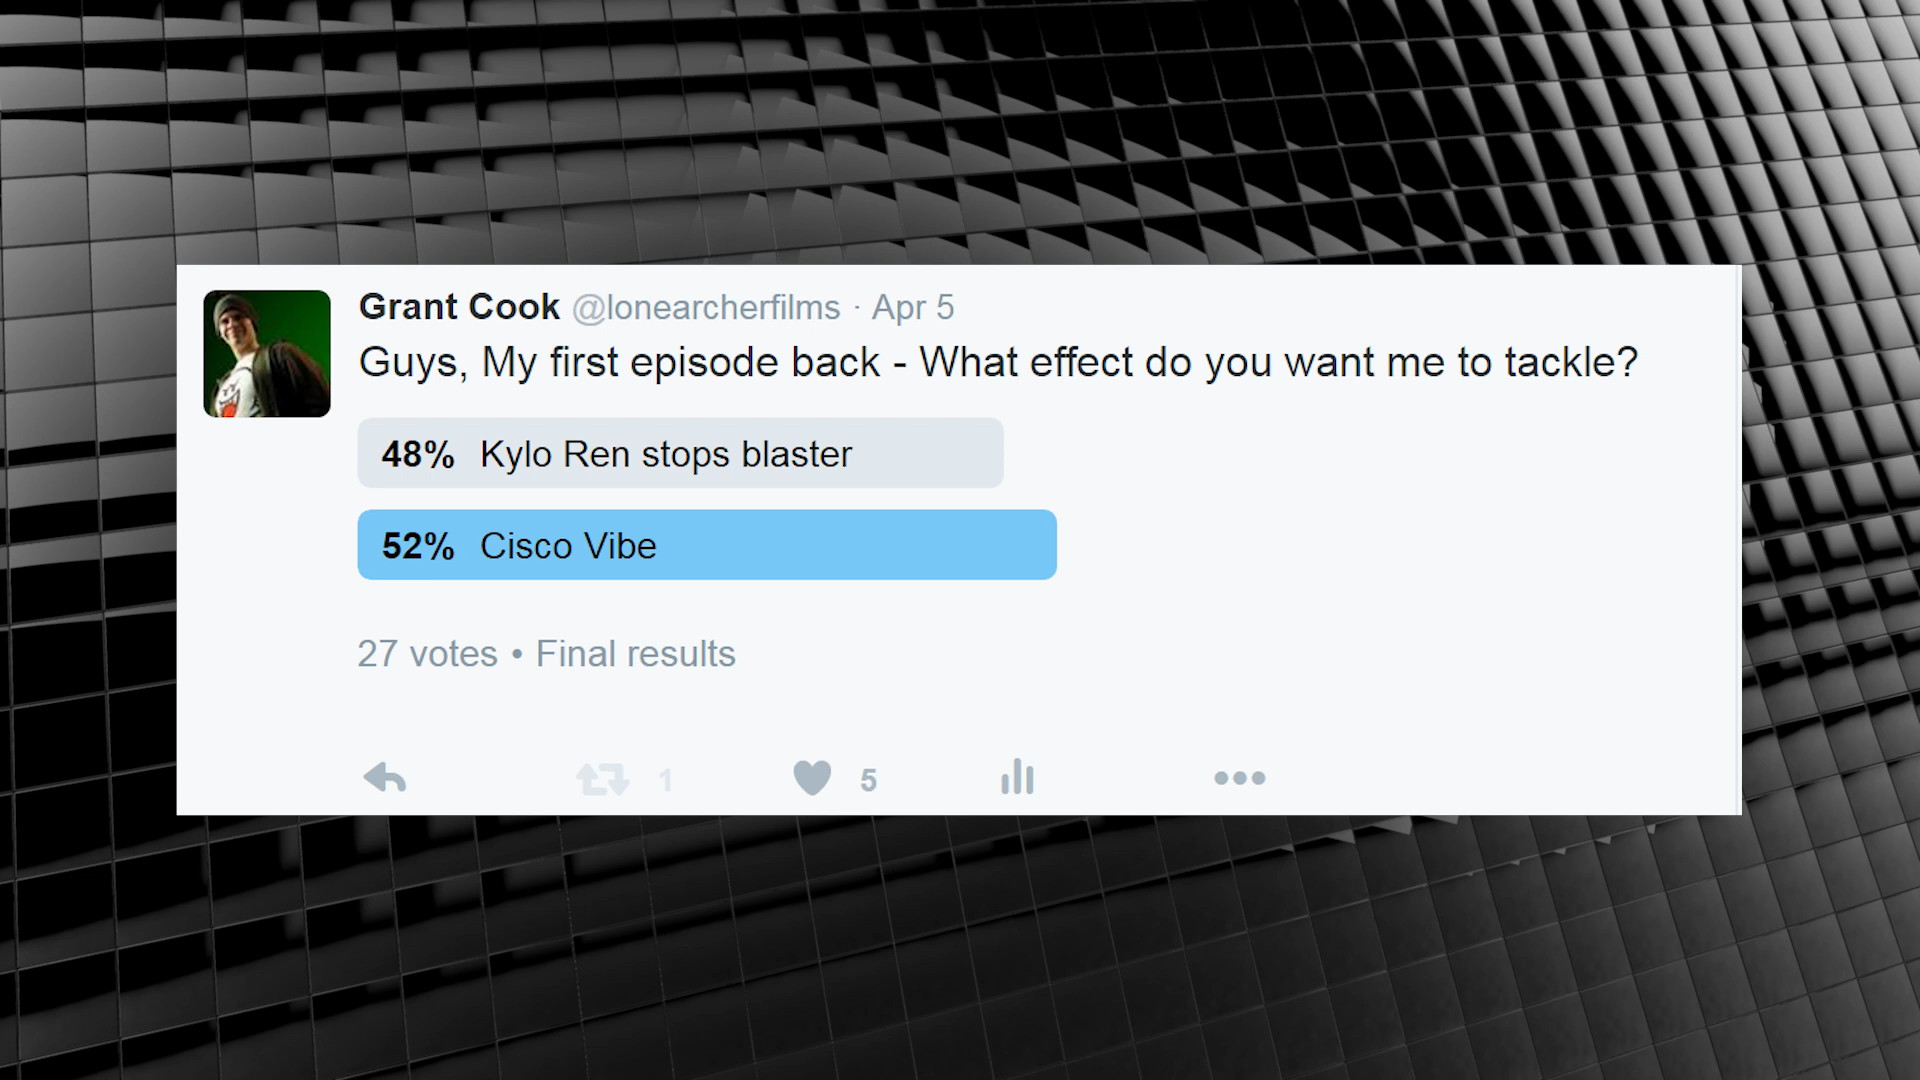 Grant Cook @lonearcherfilms · Apr 5
Guys, My first episode back - What effect do you want me to tackle?
48% Kylo Ren stops blaster
52% Cisco Vibe
27 votes • Final results
1 5